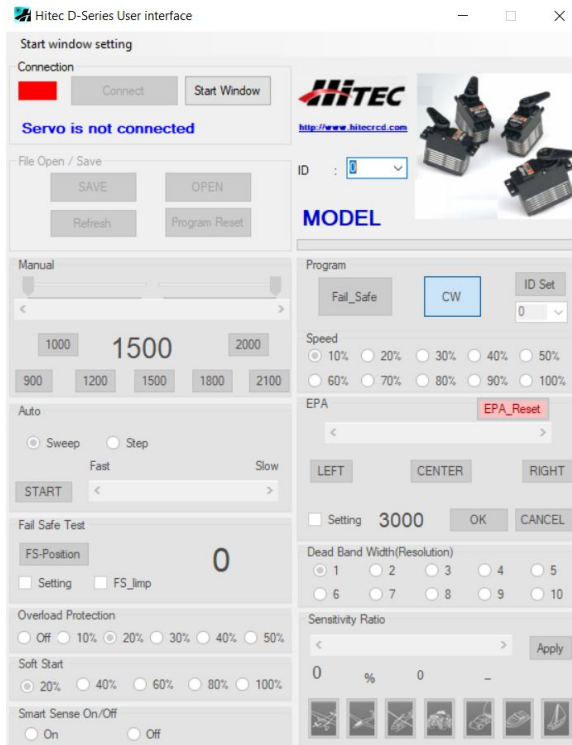 Hitec D-Series User interface
Start window setting
Connection
Connect
Start Window
Servo is not connected
HiTEC
http://www.hitecrcd.com
ID : 0
MODEL
File Open / Save
SAVE
OPEN
Refresh
Program Reset
Manual
1000
1500
2000
900
1200
1500
1800
2100
Auto
Sweep
Step
Fast
Slow
START
Fail Safe Test
FS-Position
0
Setting
FS_limp
Overload Protection
Off 10% 20% 30% 40% 50%
Soft Start
20% 40% 60% 80% 100%
Smart Sense On/Off
On
Off
Program
Fail_Safe
CW
ID Set
0
Speed
10% 20% 30% 40% 50%
60% 70% 80% 90% 100%
EPA
EPA_Reset
LEFT
CENTER
RIGHT
Setting
3000
OK
CANCEL
Dead Band Width(Resolution)
1 2 3 4 5
6 7 8 9 10
Sensitivity Ratio
Apply
0 % 0 _